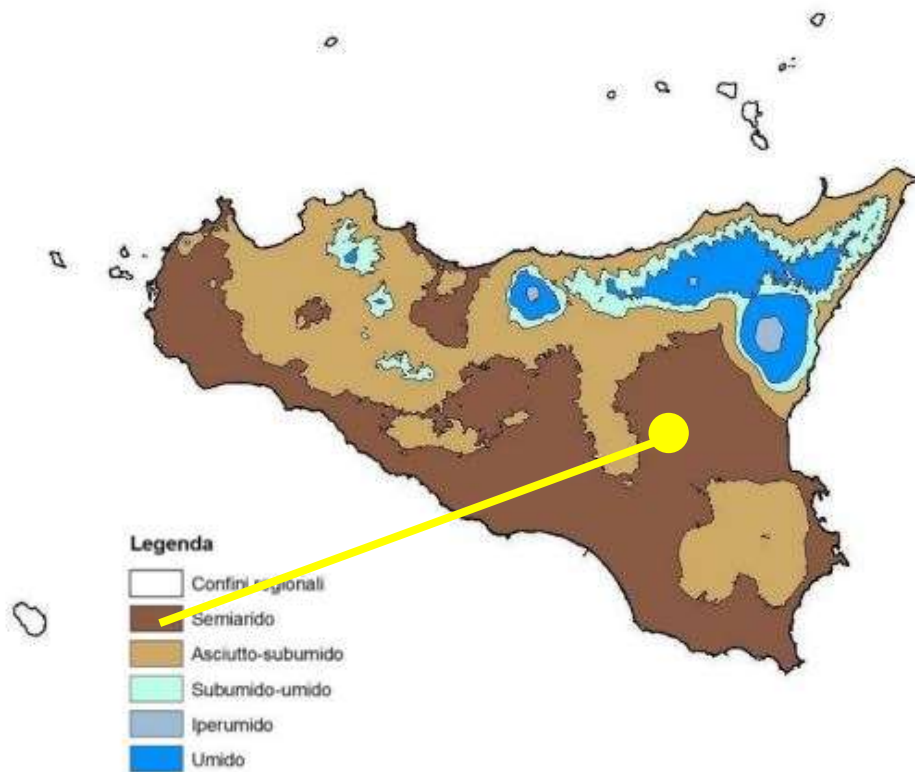 Legenda
Confini regionali
Semiarido
Asciutto-subumido
Subumido-umido
Iperumido
Umido